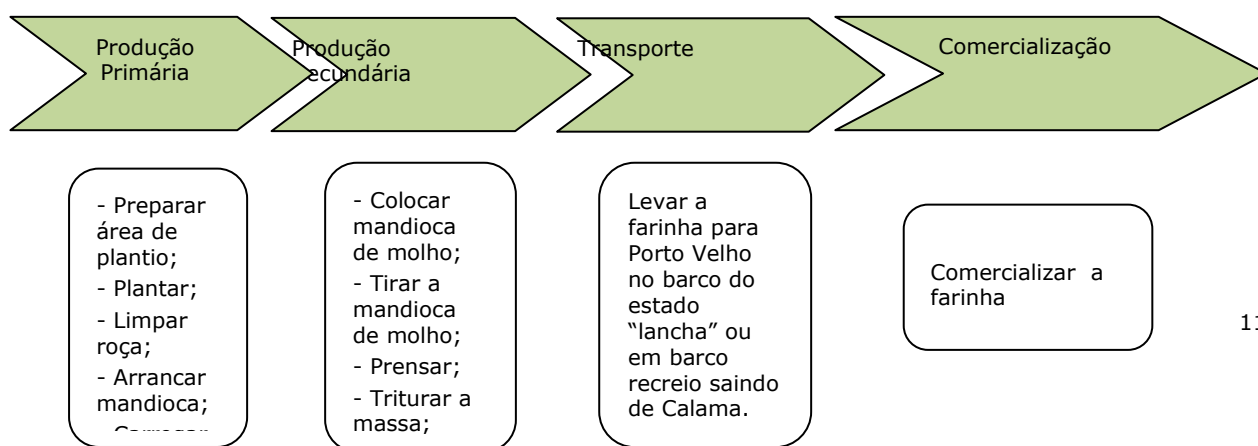 Produção
Primária
Produção
ecundária
Transporte
Comercialização
- Preparar
área de
plantio;
- Plantar;
- Limpar
roça;
- Arrancar
mandioca;
- Colocar
mandioca
de molho;
- Tirar a
mandioca
de molho;
- Prensar;
- Triturar a
massa;
Levar a
farinha para
Porto Velho
no barco do
estado
“lancha” ou
em barco
recreio saindo
de Calama.
Comercializar a
farinha